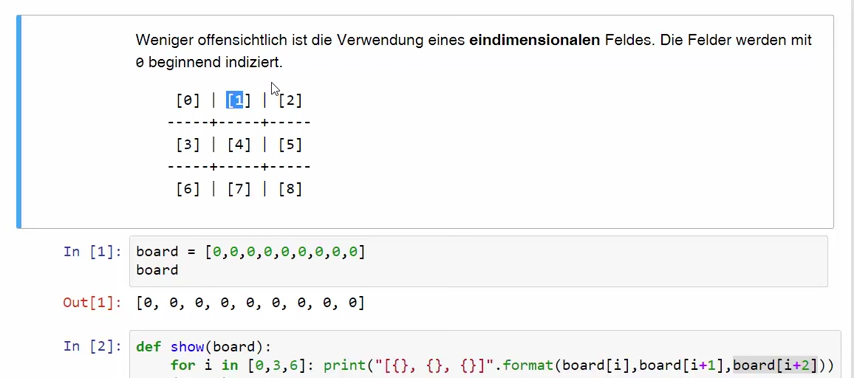 Weniger offensichtlich ist die Verwendung eines eindimensionalen Feldes. Die Felder werden mit
0 beginnend indiziert.
[0] | [1] | [2]
-----+-----+-----
[3] | [4] | [5]
-----+-----+-----
[6] | [7] | [8]
In [1]: board = [0,0,0,0,0,0,0,0,0]
board
Out[1]: [0, 0, 0, 0, 0, 0, 0, 0, 0]
In [2]: def show(board):
for i in [0,3,6]: print("[{}, {}, {}]".format(board[i],board[i+1],board[i+2]))